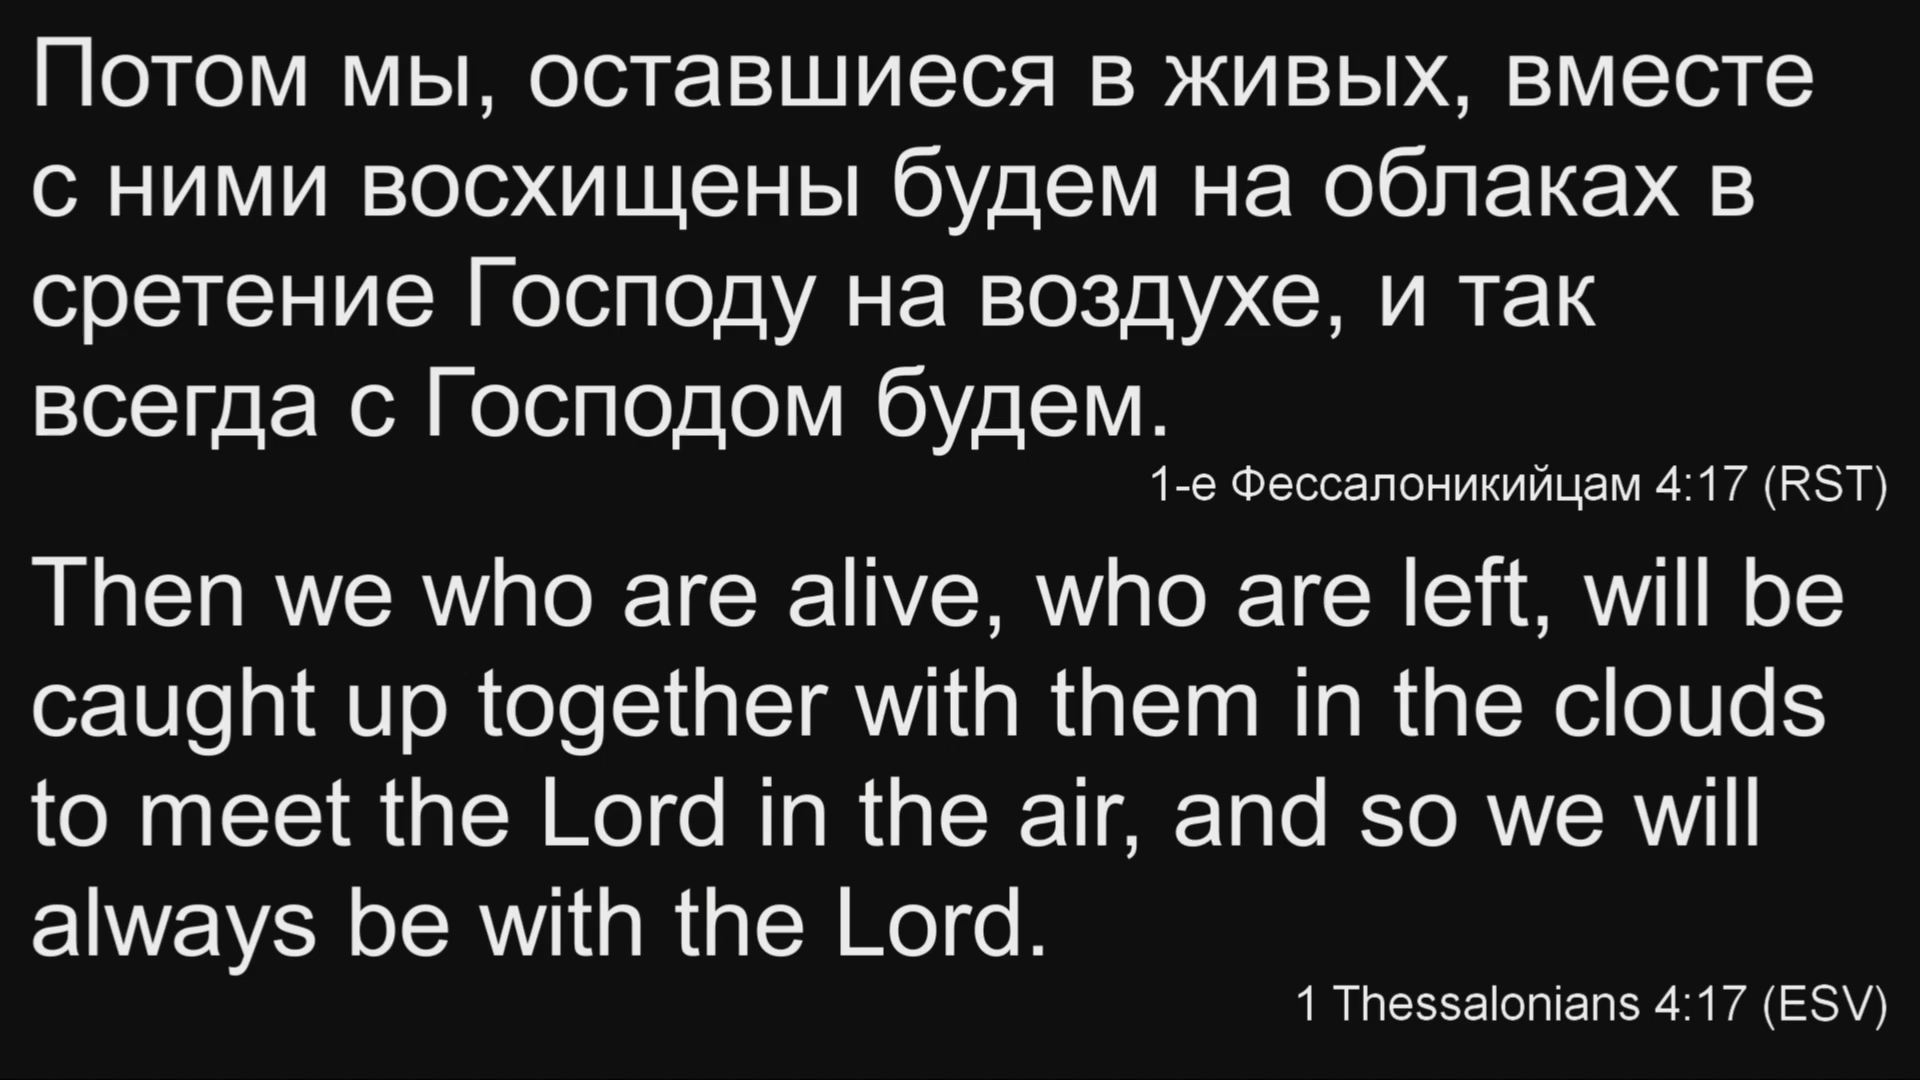 Потом мы, оставшиеся в живых, вместе
с ними восхищены будем на облаках в
сретение Господу на воздухе, и так
всегда с Господом будем.
1-е Фессалоникийцам 4:17 (RST)
Then we who are alive, who are left, will be
caught up together with them in the clouds
to meet the Lord in the air, and so we will
always be with the Lord.
1 Thessalonians 4:17 (ESV)